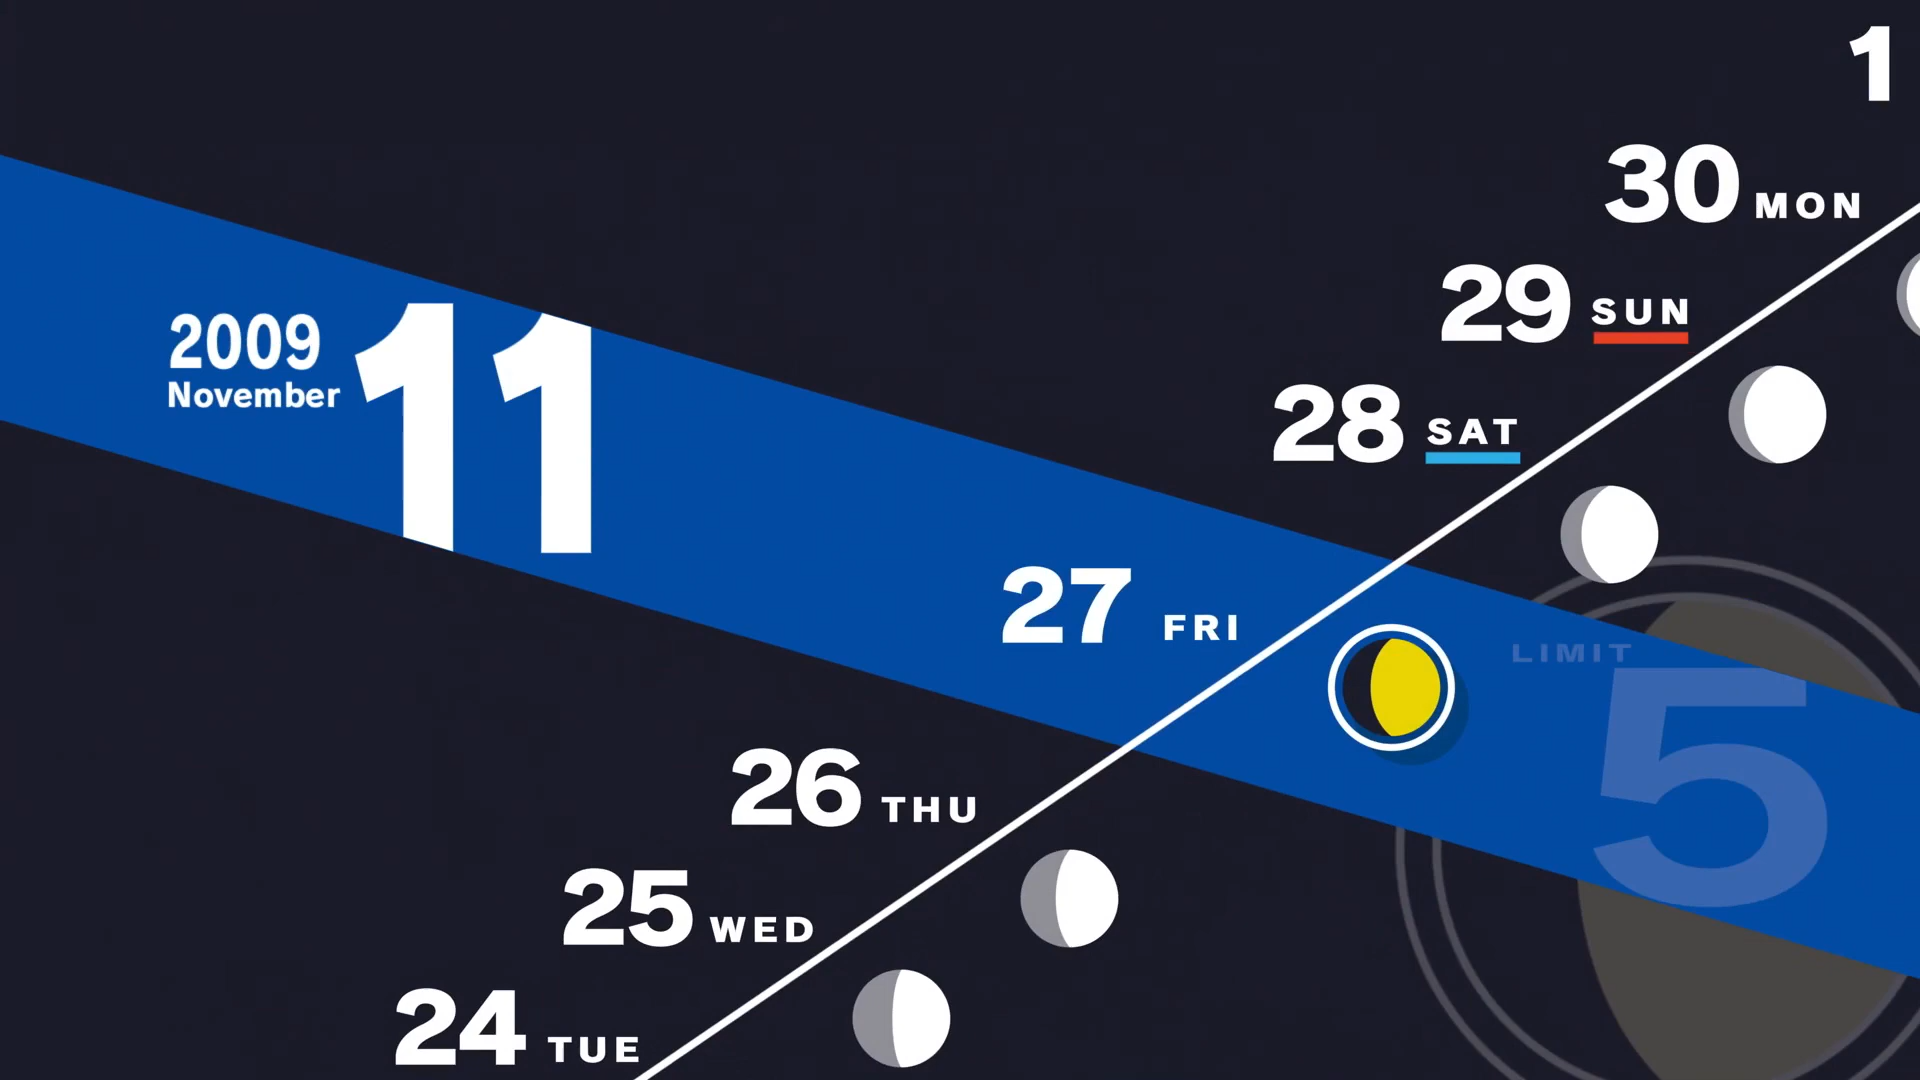 1
30 MON
29 SUN
2009
November
11
28 SAT
27 FRI
LIMIT
5
26 THU
25 WED
24 TUE